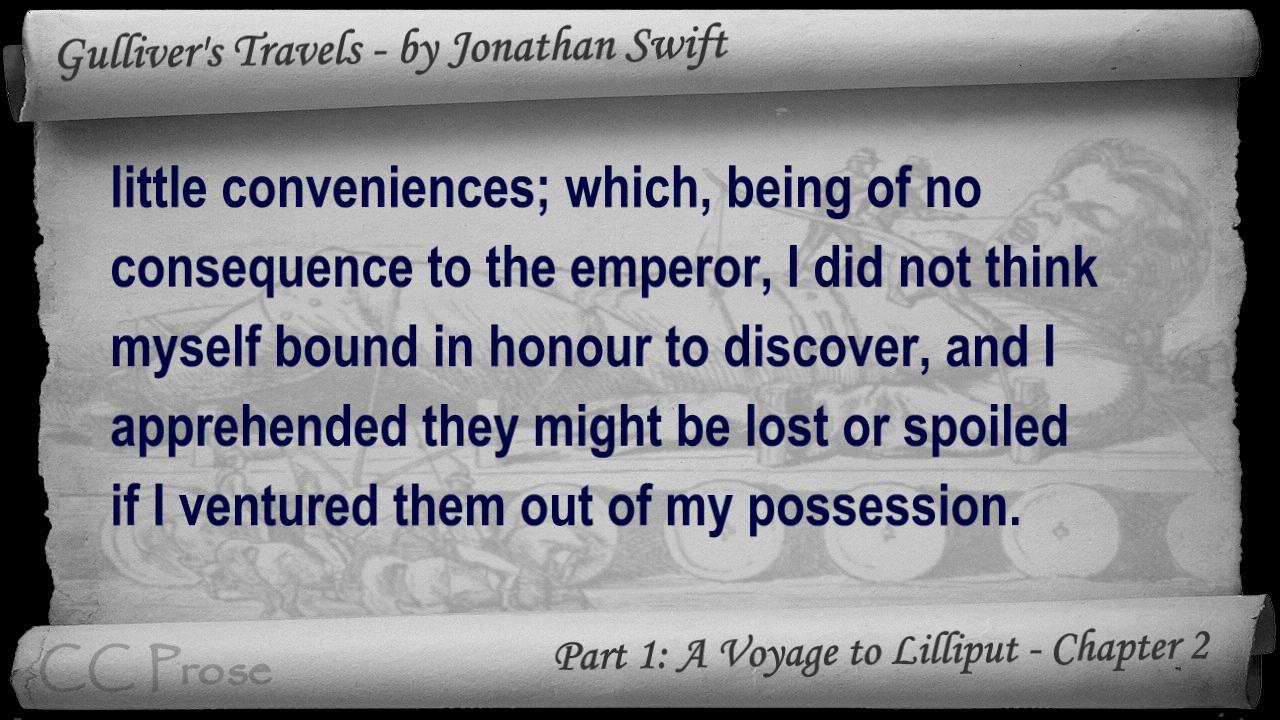 Gulliver's Travels - by Jonathan Swift
little conveniences; which, being of no
consequence to the emperor, I did not think
myself bound in honour to discover, and I
apprehended they might be lost or spoiled
if I ventured them out of my possession.
CC Prose
Part 1: A Voyage to Lilliput - Chapter 2